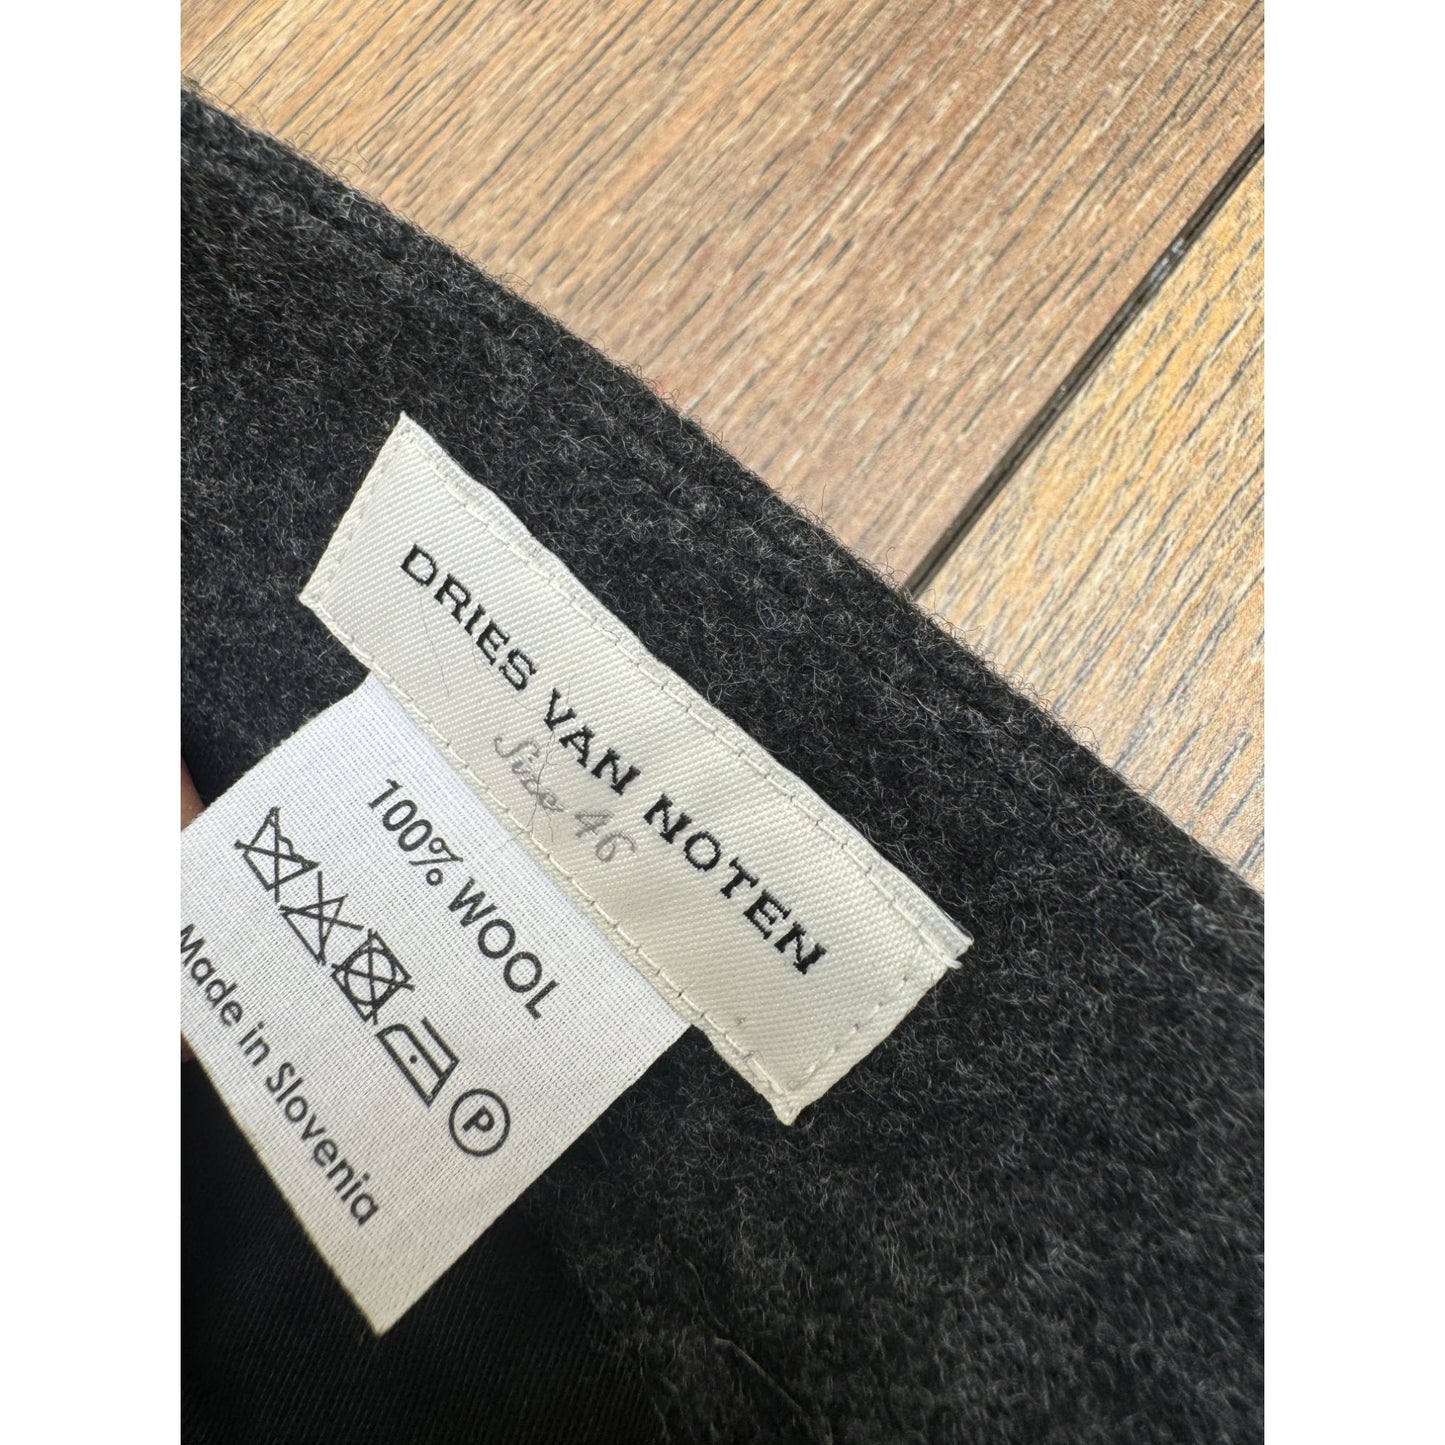 DRIES VAN NOTEN
Size 46
100% WOOL
P
Made in Slovenia